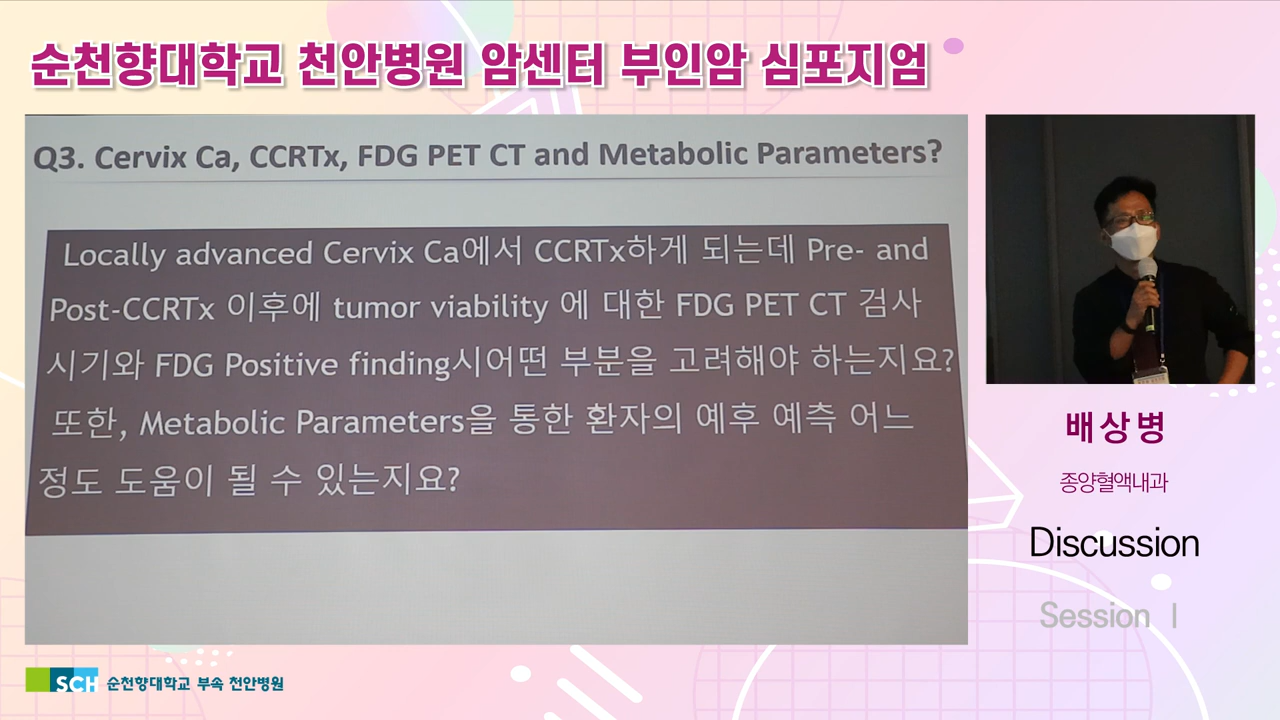 순천향대학교 천안병원 암센터 부인암 심포지엄
Q3. Cervix Ca, CCRTx, FDG PET CT and Metabolic Parameters?
Locally advanced Cervix Ca에서 CCRTx하게 되는데 Pre- and
Post-CCRTx 이후에 tumor viability 에 대한 FDG PET CT 검사
시기와 FDG Positive finding시어떤 부분을 고려해야 하는지요?
또한, Metabolic Parameters을 통한 환자의 예후 예측 어느
정도 도움이 될 수 있는지요?
배상병
종양혈액내과
Discussion
Session I
SCH 순천향대학교 부속 천안병원